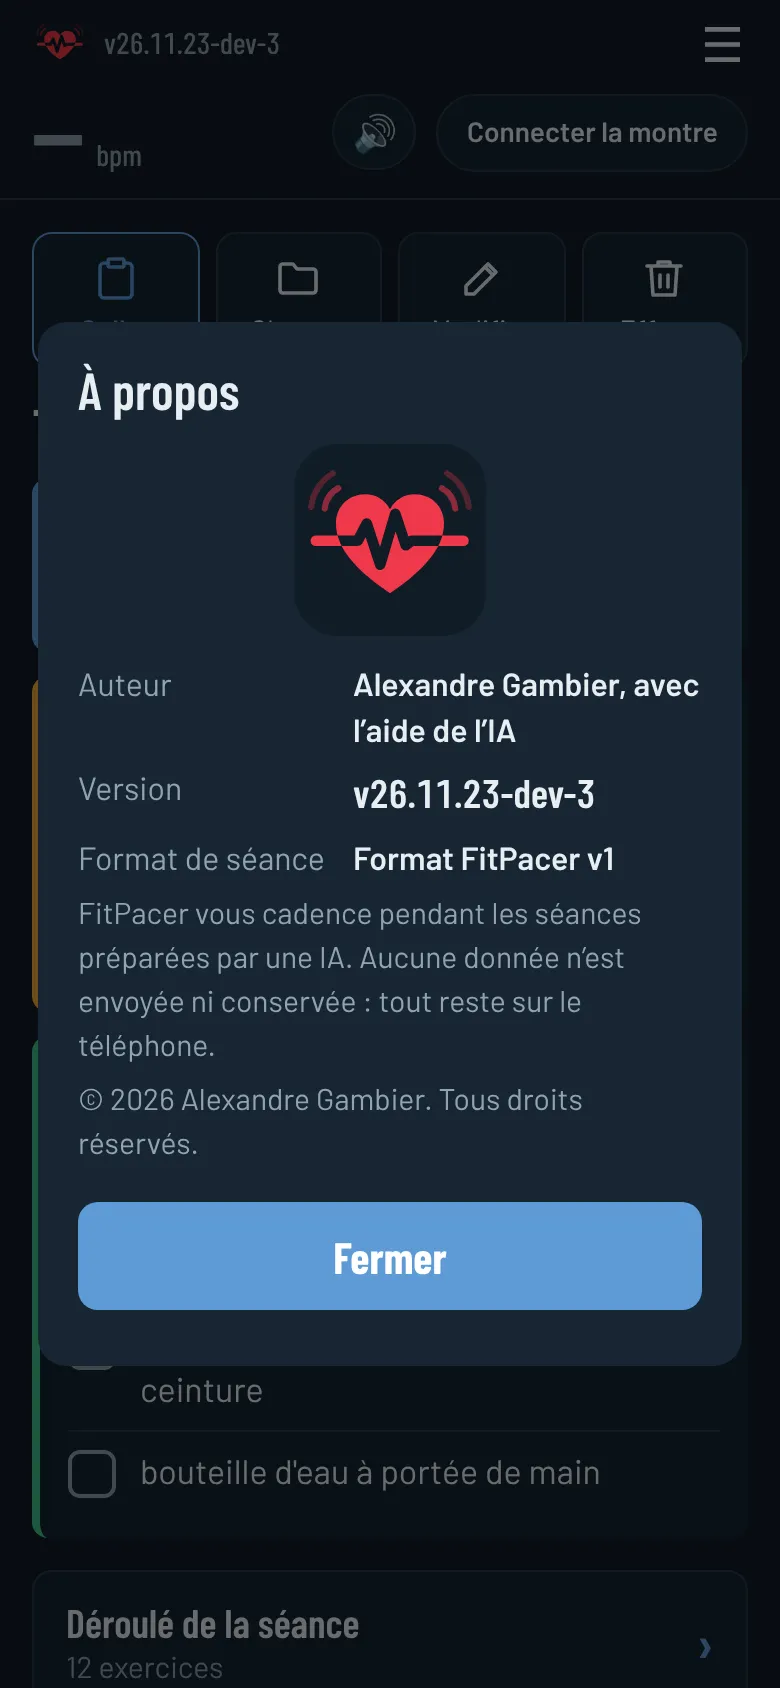 v26.11.23-dev-3
bpm
Connecter la montre
À propos
Auteur
Alexandre Gambier, avec
l’aide de l’IA
Version
v26.11.23-dev-3
Format de séance
Format FitPacer v1
FitPacer vous cadence pendant les séances
préparées par une IA. Aucune donnée n’est
envoyée ni conservée : tout reste sur le
téléphone.
© 2026 Alexandre Gambier. Tous droits
réservés.
Fermer
ceinture
bouteille d'eau à portée de main
Déroulé de la séance
12 exercices